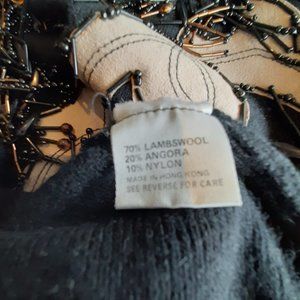 70% LAMBSWOOL
20% ANGORA
10% NYLON
MADE IN HONG KONG
SEE REVERSE FOR CARE